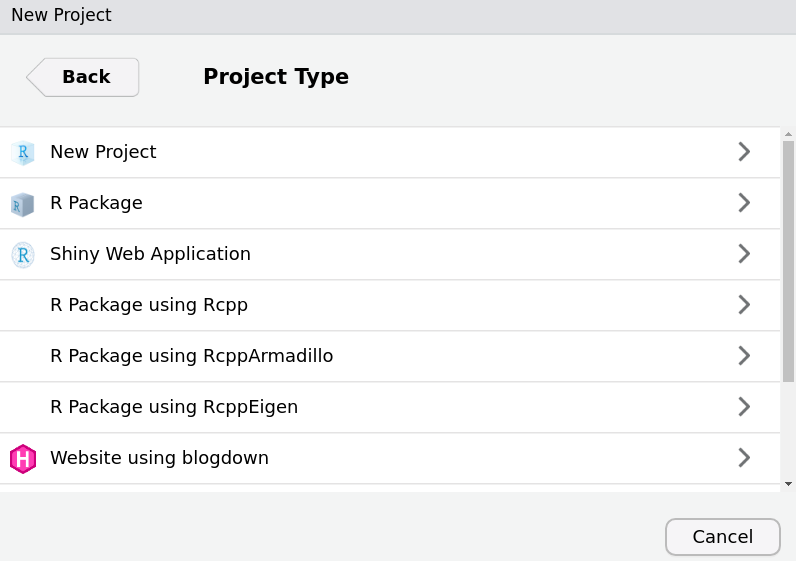 New Project
Back
Project Type
R New Project
R R Package
R Shiny Web Application
R Package using Rcpp
R Package using RcppArmadillo
R Package using RcppEigen
H Website using blogdown
Cancel